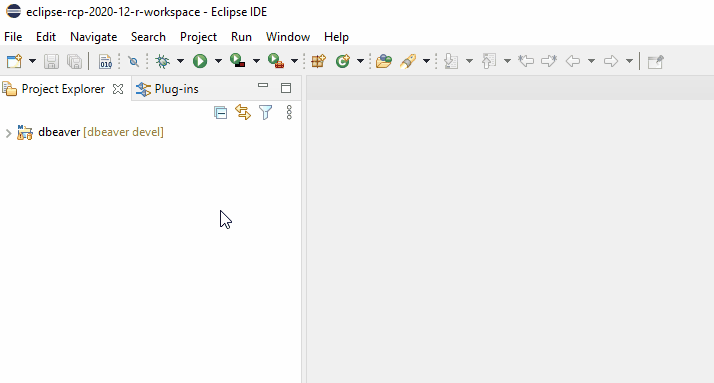 eclipse-rcp-2020-12-r-workspace - Eclipse IDE
File Edit Navigate Search Project Run Window Help
010
Project Explorer Plug-ins
dbeaver [dbeaver devel]